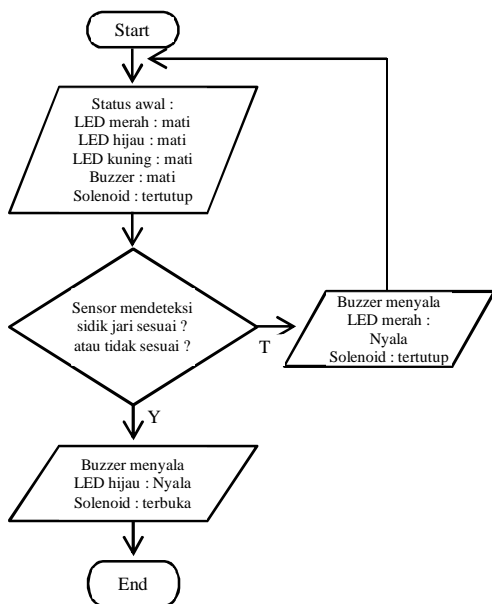 Start
Status awal :
LED merah : mati
LED hijau : mati
LED kuning : mati
Buzzer : mati
Solenoid : tertutup
Sensor mendeteksi
sidik jari sesuai ?
atau tidak sesuai ?
T
Buzzer menyala
LED merah :
Nyala
Solenoid : tertutup
Y
Buzzer menyala
LED hijau : Nyala
Solenoid : terbuka
End